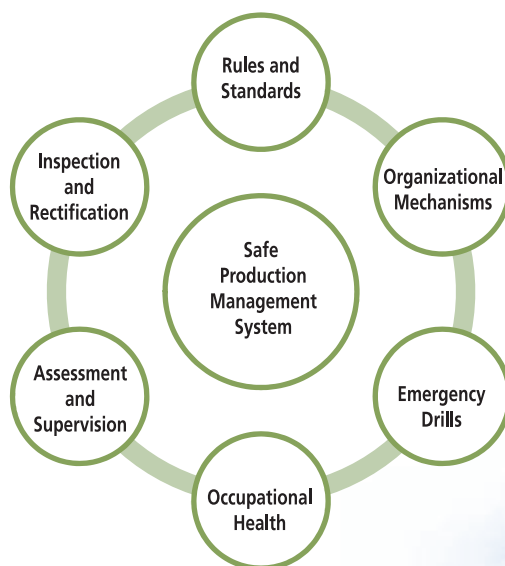 Rules and
Standards
Organizational
Mechanisms
Emergency
Drills
Occupational
Health
Assessment
and
Supervision
Inspection
and
Rectification
Safe
Production
Management
System